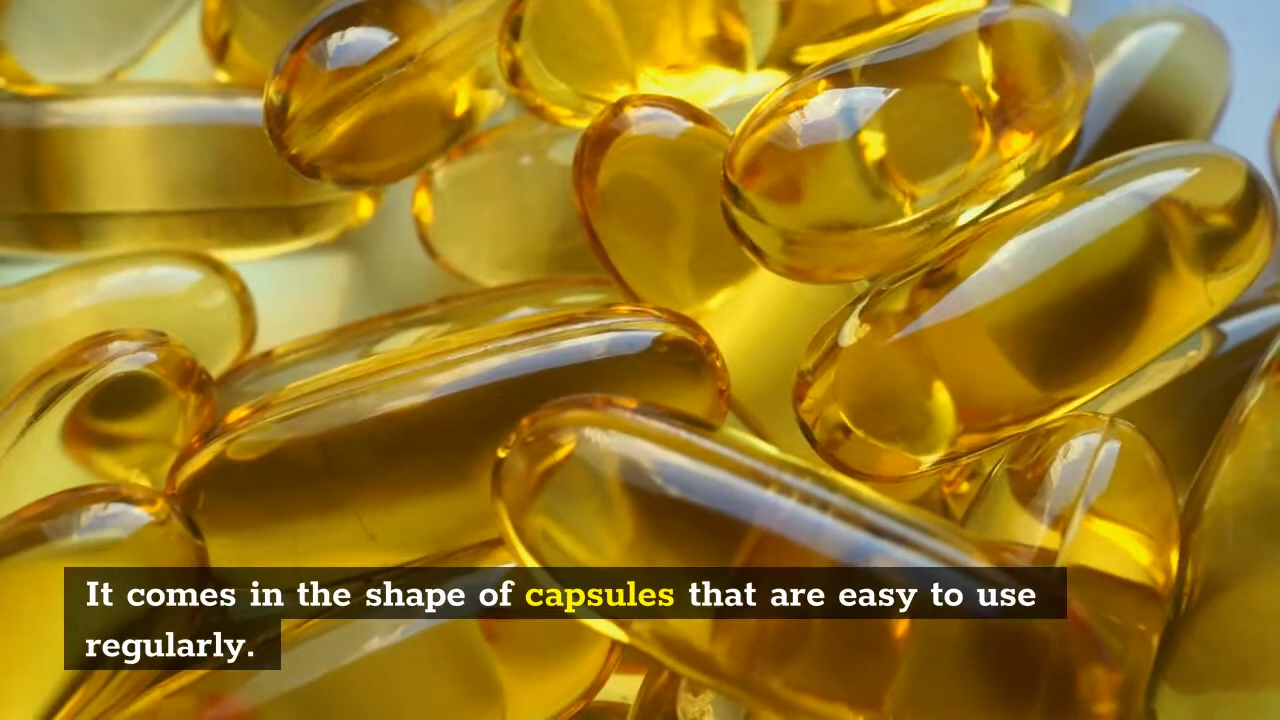 It comes in the shape of capsules that are easy to use
regularly.